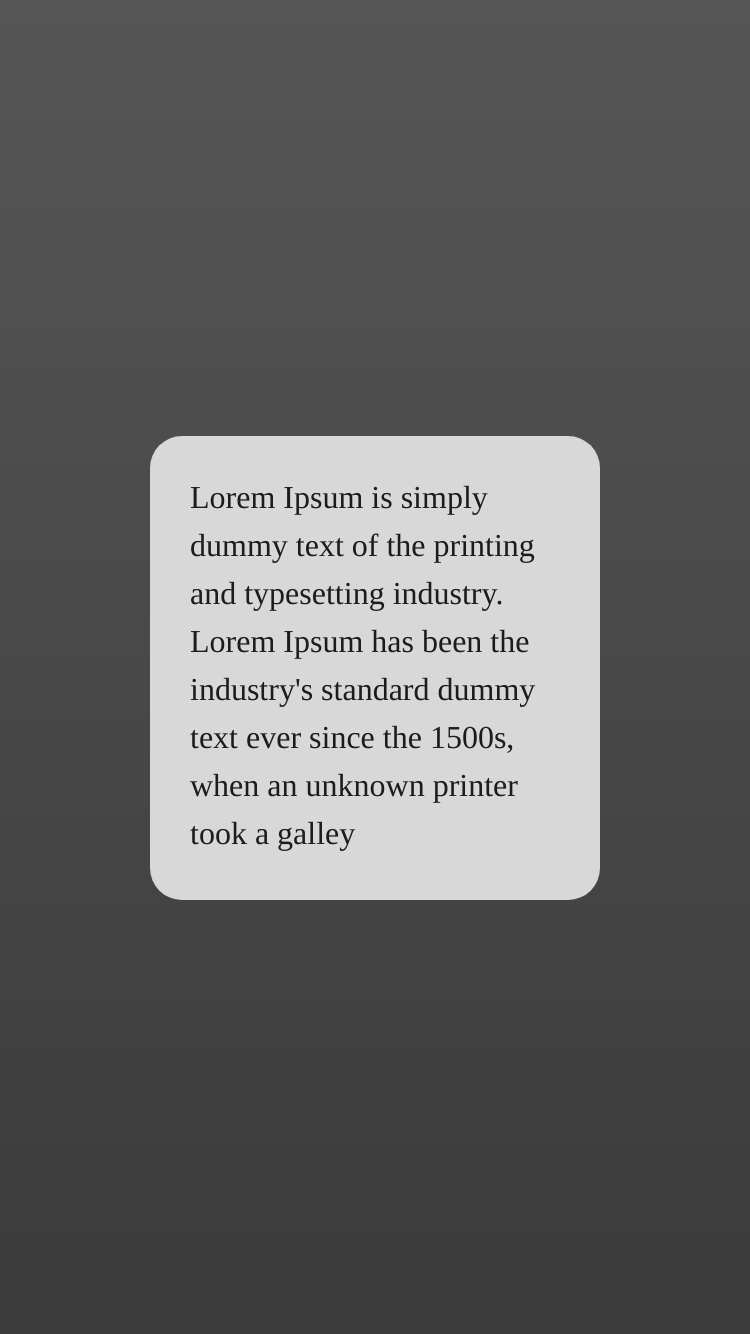 Lorem Ipsum is simply
dummy text of the printing
and typesetting industry.
Lorem Ipsum has been the
industry's standard dummy
text ever since the 1500s,
when an unknown printer
took a galley